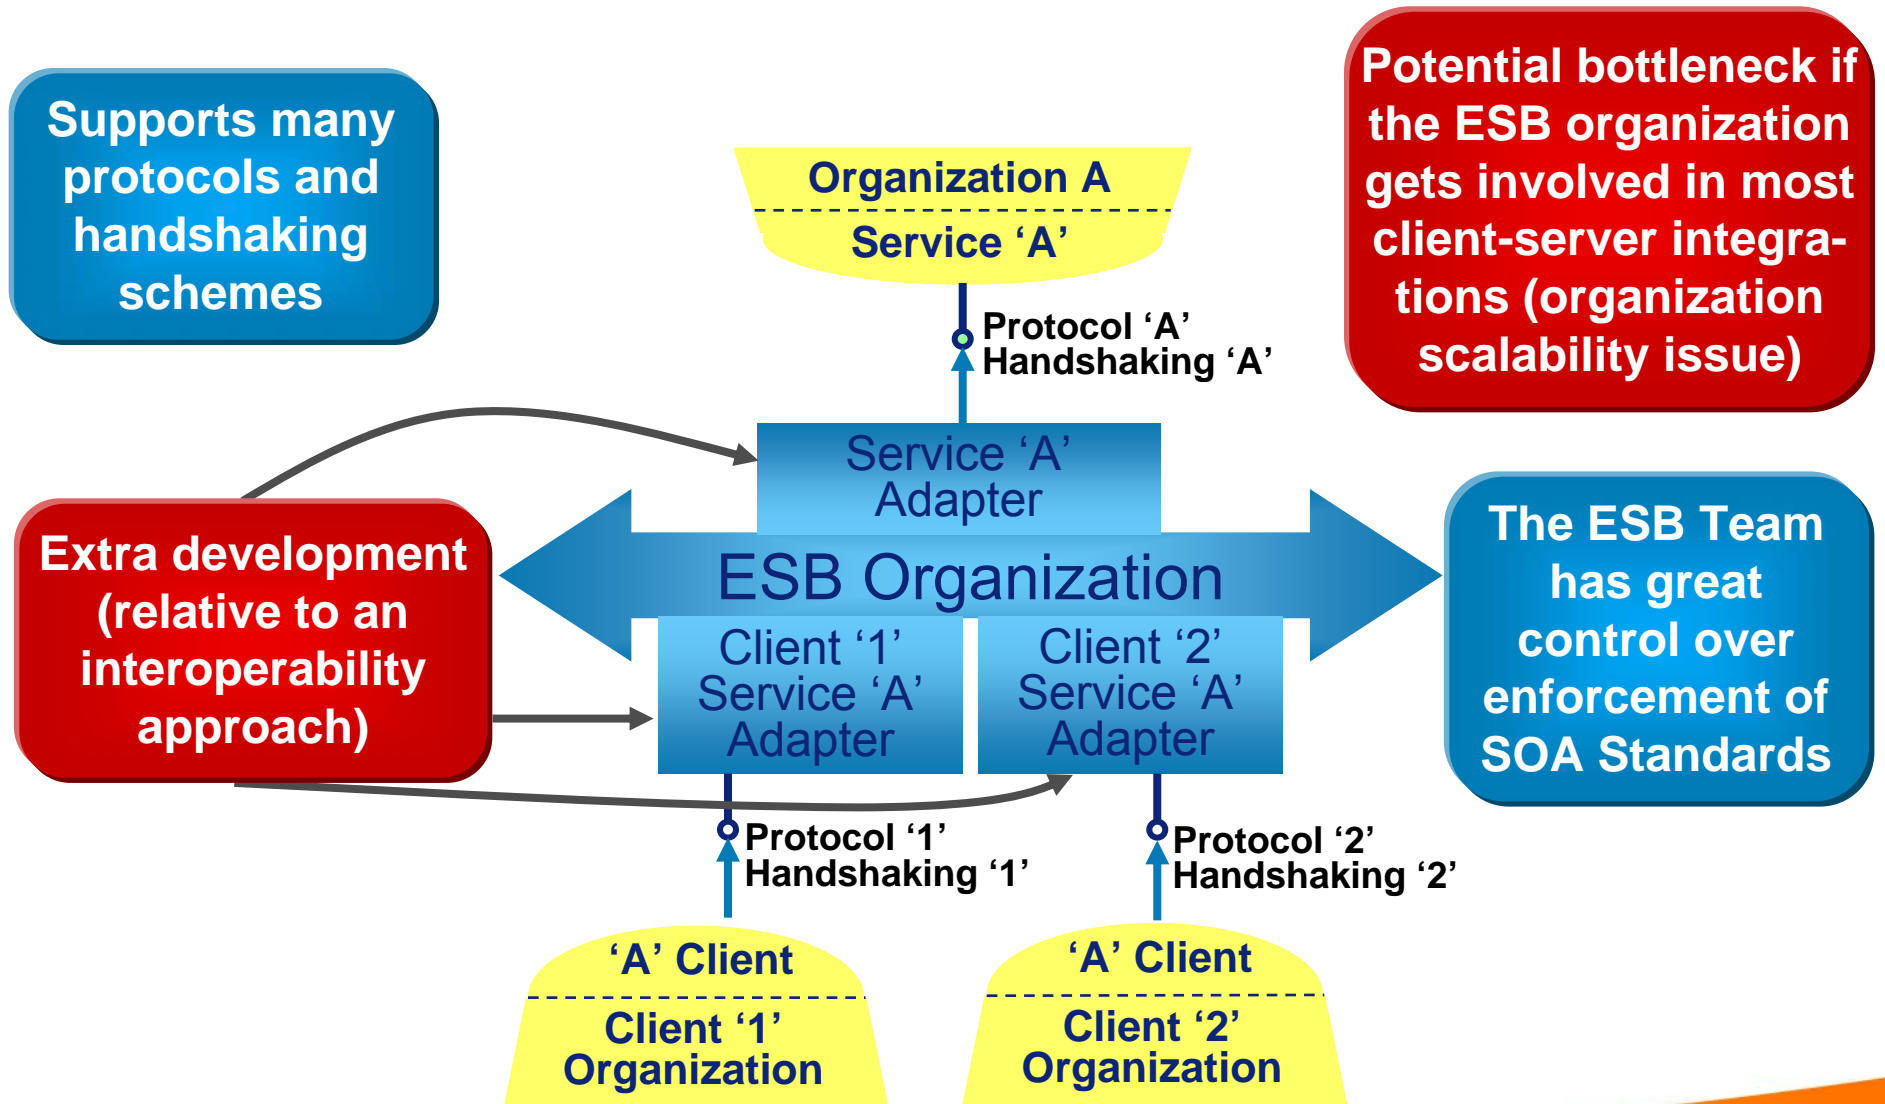 Supports many
protocols and
handshaking
schemes
Potential bottleneck if
the ESB organization
gets involved in most
client-server integra-
tions (organization
scalability issue)
Organization A
Service ‘A’
Protocol ‘A’
Handshaking ‘A’
Service ‘A’
Adapter
Extra development
(relative to an
interoperability
approach)
ESB Organization
The ESB Team
has great
control over
enforcement of
SOA Standards
Client ‘1’
Service ‘A’
Adapter
Client ‘2’
Service ‘A’
Adapter
Protocol ‘1’
Handshaking ‘1’
Protocol ‘2’
Handshaking ‘2’
‘A’ Client
Client ‘1’
Organization
‘A’ Client
Client ‘2’
Organization